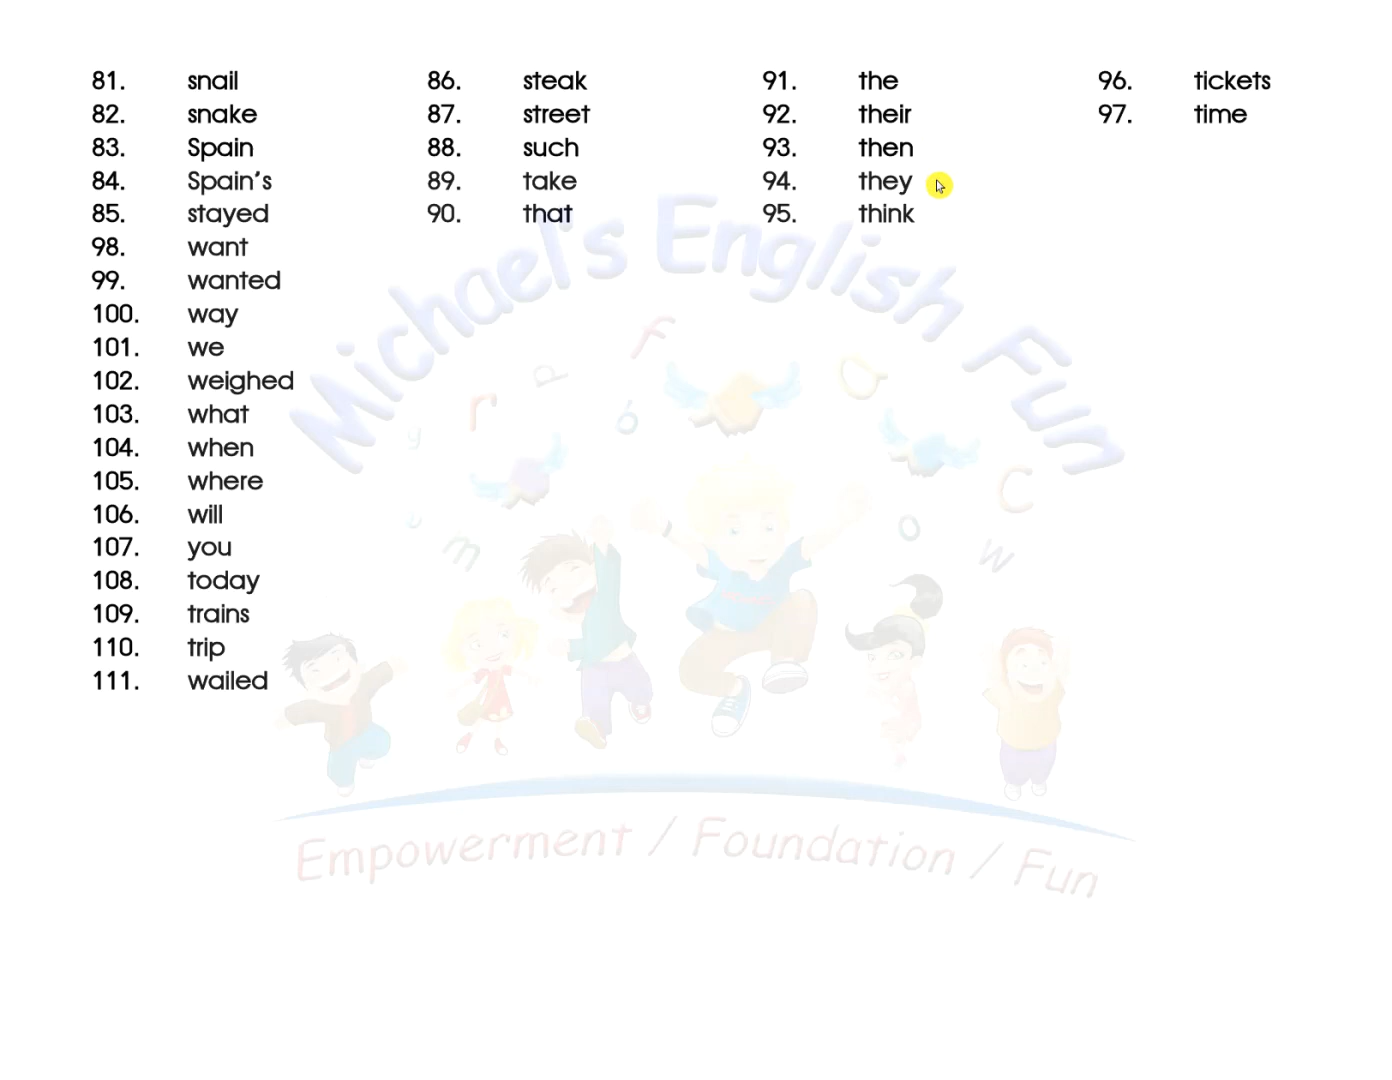 81. snail 86. steak 91. the 96. tickets
82. snake 87. street 92. their 97. time
83. Spain 88. such 93. then
84. Spain’s 89. take 94. they
85. stayed 90. that 95. think
98. want
99. wanted
100. way
101. we
102. weighed
103. what
104. when
105. where
106. will
107. you
108. today
109. trains
110. trip
111. wailed
Michael's English Fun
f
p
r
g
6
a
C
o
m
w
Empowerment / Foundation / Fun